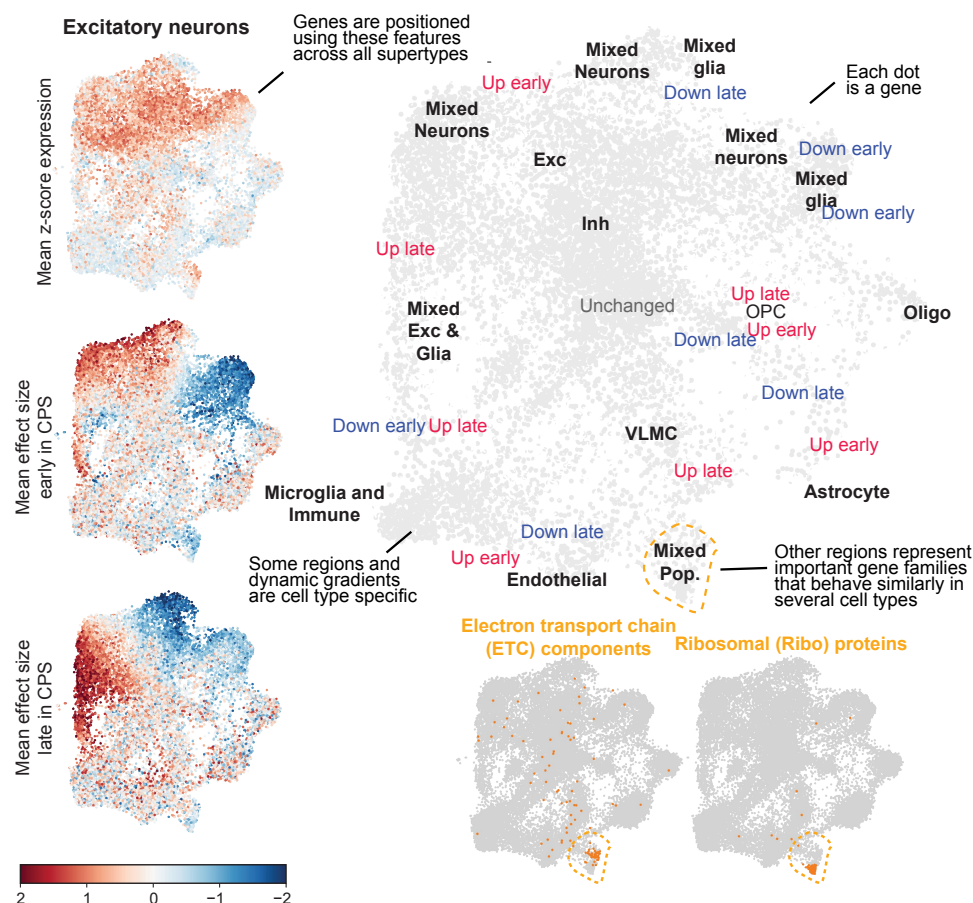 Excitatory neurons
Genes are positioned
using these features
across all supertypes
Mean z-score expression
Mean effect size
early in CPS
Mean effect size
late in CPS
2
1
0
−1
−2
Mixed
Neurons
Mixed
glia
Up early
Down late
Each dot
is a gene
Mixed
Neurons
Exc
Mixed
neurons
Down early
Mixed
glia
Down early
Inh
Up late
Mixed
Exc &
Glia
Unchanged
Up late
OPC
Up early
Down late
Oligo
Down late
Down early
Up late
VLMC
Up early
Up late
Astrocyte
Microglia and
Immune
Down late
Up early
Endothelial
Mixed
Pop.
Some regions and
dynamic gradients
are cell type specific
Other regions represent
important gene families
that behave similarly in
several cell types
Electron transport chain
(ETC) components
Ribosomal (Ribo) proteins